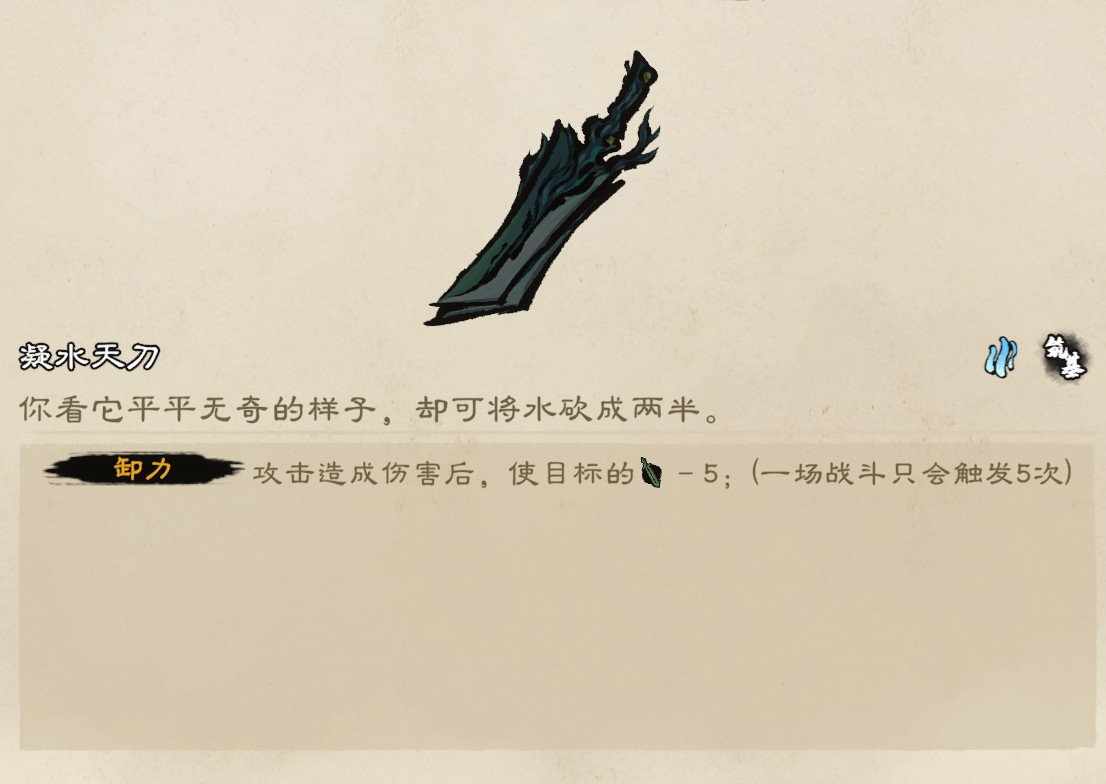 凝水天刀
筑基
你看它平平无奇的样子，却可将水砍成两半。
卸力 攻击造成伤害后，使目标的 - 5；(一场战斗只会触发5次)